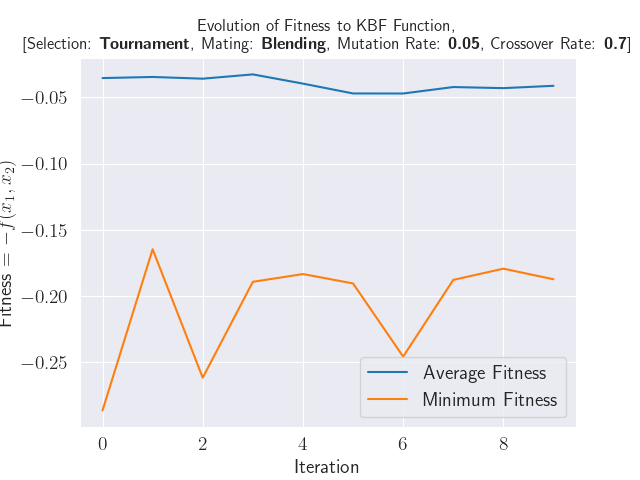 Evolution of Fitness to KBF Function,
[Selection: Tournament, Mating: Blending, Mutation Rate: 0.05, Crossover Rate: 0.7]
Fitness = −f(x₁, x₂)
−0.05
−0.10
−0.15
−0.20
−0.25
Average Fitness
Minimum Fitness
0 2 4 6 8
Iteration